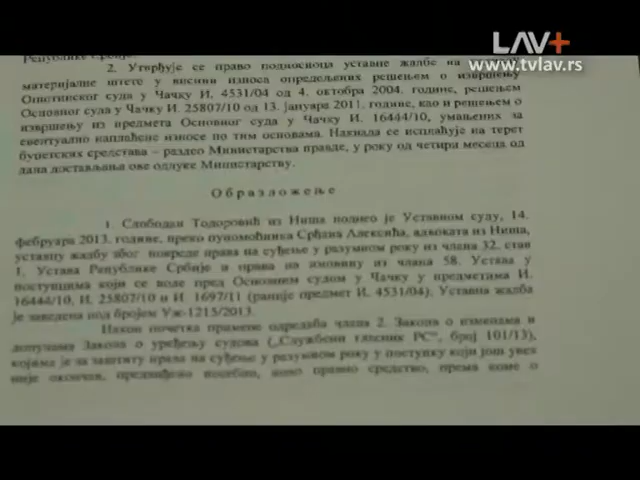 LAV+
www.tvlav.rs
Републике Србије.
2. Утврђује се право подносиоца уставне жалбе на
материјалне штете у висини износа опредељених решењем о извршењу
Општинског суда у Чачку И. 4531/04 од 4. октобра 2004. године, решењем
Основног суда у Чачку И. 25807/10 од 13. јануара 2011. године, као и решењем о
извршењу из предмета Основног суда у Чачку И. 16444/10, умањених за
евентуално наплаћене износе по тим основама. Накнада се исплаћује на терет
буџетских средстава – раздео Министарства правде, у року од четири месеца од
дана достављања ове одлуке Министарству.
О б р а з л о ж е њ е
1. Слободан Тодоровић из Ниша поднео је Уставном суду, 14.
фебруара 2013. године, преко пуномоћника Срђана Алексића, адвоката из Ниша,
уставну жалбу због повреде права на суђење у разумном року из члана 32. став
1. Устава Републике Србије и права на имовину из члана 58. Устава у
поступцима који се воде пред Основним судом у Чачку у предметима И.
16444/10, И. 25807/10 и И. 1697/11 (раније предмет И. 4531/04). Уставна жалба
је заведена под бројем Уж-1215/2013.
Након почетка примене одредаба члана 2. Закона о изменама и
допунама Закона о уређењу судова („Службени гласник РС“, број 101/13),
којима је за заштиту права на суђење у разумном року у поступку који још увек
није окончан, предвиђено посебно, ново правно средство, према коме о